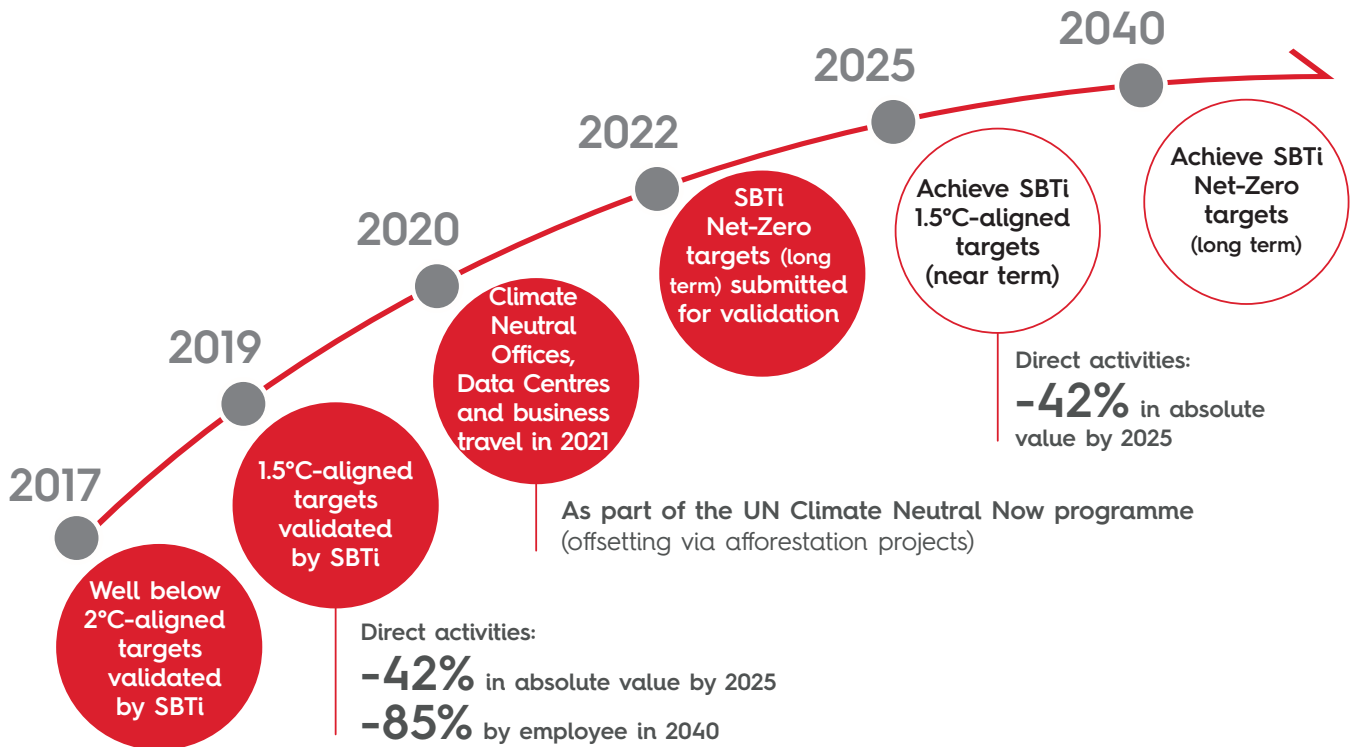 2017
Well below
2°C-aligned
targets
validated
by SBTi
2019
1.5°C-aligned
targets
validated
by SBTi
Direct activities:
-42% in absolute value by 2025
-85% by employee in 2040
2020
Climate
Neutral
Offices,
Data Centres
and business
travel in 2021
As part of the UN Climate Neutral Now programme
(offsetting via afforestation projects)
2022
SBTi
Net-Zero
targets (long
term) submitted
for validation
2025
Achieve SBTi
1.5°C-aligned
targets
(near term)
Direct activities:
-42% in absolute
value by 2025
2040
Achieve SBTi
Net-Zero
targets
(long term)